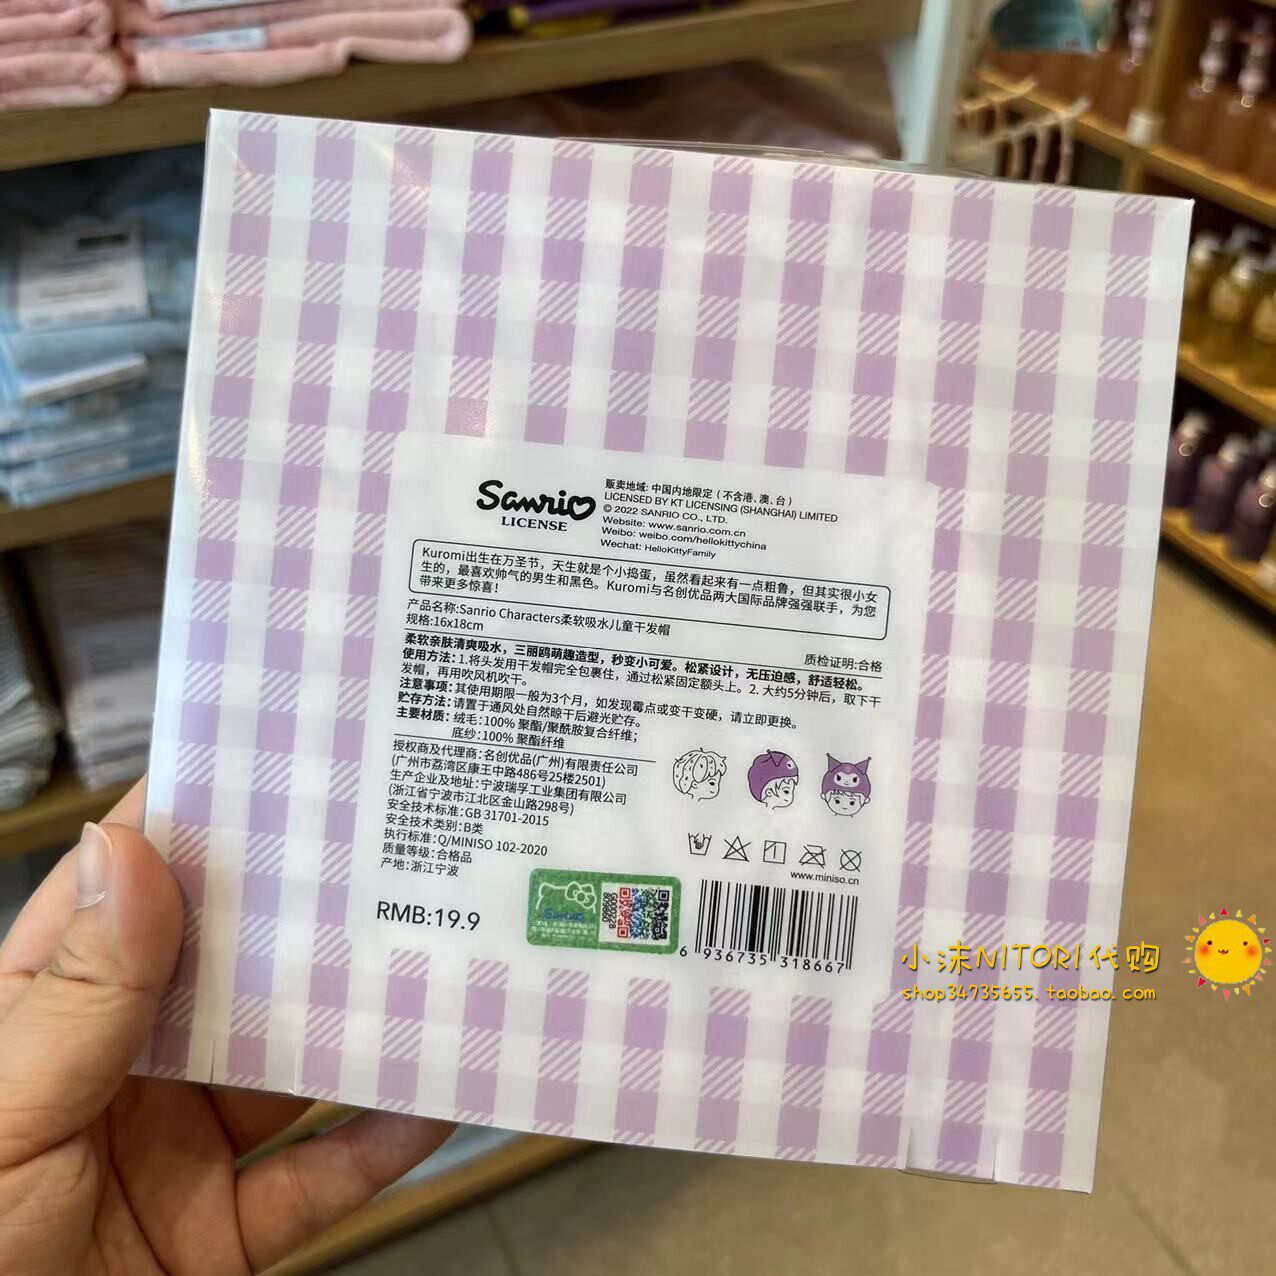 Sanrio
LICENSE
贩卖地域: 中国内地限定 ( 不含港、澳、台 )
LICENSED BY KT LICENSING (SHANGHAI) LIMITED
© 2022 SANRIO CO., LTD.
Website: www.sanrio.com.cn
Weibo: weibo.com/hellokittychina
Wechat: HelloKittyFamily
Kuromi出生在万圣节，天生就是个小捣蛋，虽然看起来有一点粗鲁，但其实很小女
生的，最喜欢帅气的男生和黑色。Kuromi与名创优品两大国际品牌强强联手，为您
带来更多惊喜！
产品名称:Sanrio Characters柔软吸水儿童干发帽
规格:16x18cm
质检证明:合格
柔软亲肤清爽吸水，三丽鸥萌趣造型，秒变小可爱。松紧设计，无压迫感，舒适轻松。
使用方法: 1.将头发用干发帽完全包裹住，通过松紧固定额头上。2. 大约5分钟后，取下干
发帽，再用吹风机吹干。
注意事项: 其使用期限一般为3个月，如发现霉点或变干变硬，请立即更换。
贮存方法: 请置于通风处自然晾干后避光贮存。
主要材质: 绒毛: 100% 聚酯/聚酰胺复合纤维；
底纱: 100% 聚酯纤维
授权商及代理商: 名创优品(广州)有限责任公司
(广州市荔湾区康王中路486号25楼2501)
生产企业及地址: 宁波瑞孚工业集团有限公司
(浙江省宁波市江北区金山路298号)
安全技术标准: GB 31701-2015
安全技术类别: B类
执行标准: Q/MINISO 102-2020
质量等级: 合格品
产地: 浙江宁波
www.miniso.cn
RMB:19.9
Sanrio
6 936735 318667
小沫NITORI代购
shop34735655.taobao.com